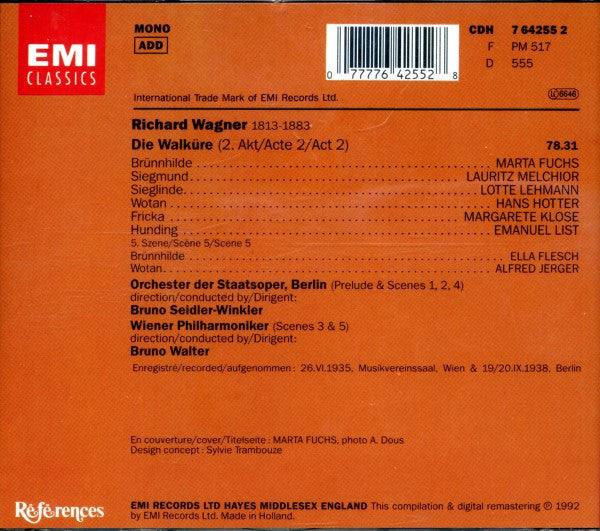 EMI
CLASSICS
MONO
ADD
CDH 7 64255 2
F PM 517
D 555
0 77776 42552 8
International Trade Mark of EMI Records Ltd.
Richard Wagner 1813-1883
Die Walküre (2. Akt/Acte 2/Act 2) 78.31
Brünnhilde MARTA FUCHS
Siegmund LAURITZ MELCHIOR
Sieglinde LOTTE LEHMANN
Wotan HANS HOTTER
Fricka MARGARETE KLOSE
Hunding EMANUEL LIST
5. Szene/Scène 5/Scene 5
Brünnhilde ELLA FLESCH
Wotan ALFRED JERGER
Orchester der Staatsoper, Berlin (Prelude & Scenes 1, 2, 4)
direction/conducted by/Dirigent:
Bruno Seidler-Winkler
Wiener Philharmoniker (Scenes 3 & 5)
direction/conducted by/Dirigent:
Bruno Walter
Enregistré/recorded/aufgenommen : 26.VI.1935, Musikvereinssaal, Wien & 19/20.IX.1938, Berlin
En couverture/cover/Titelseite : MARTA FUCHS, photo A. Dous
Design concept : Sylvie Trambouze
Références
EMI RECORDS LTD HAYES MIDDLESEX ENGLAND This compilation & digital remastering ℗ 1992
by EMI Records Ltd. Made in Holland.